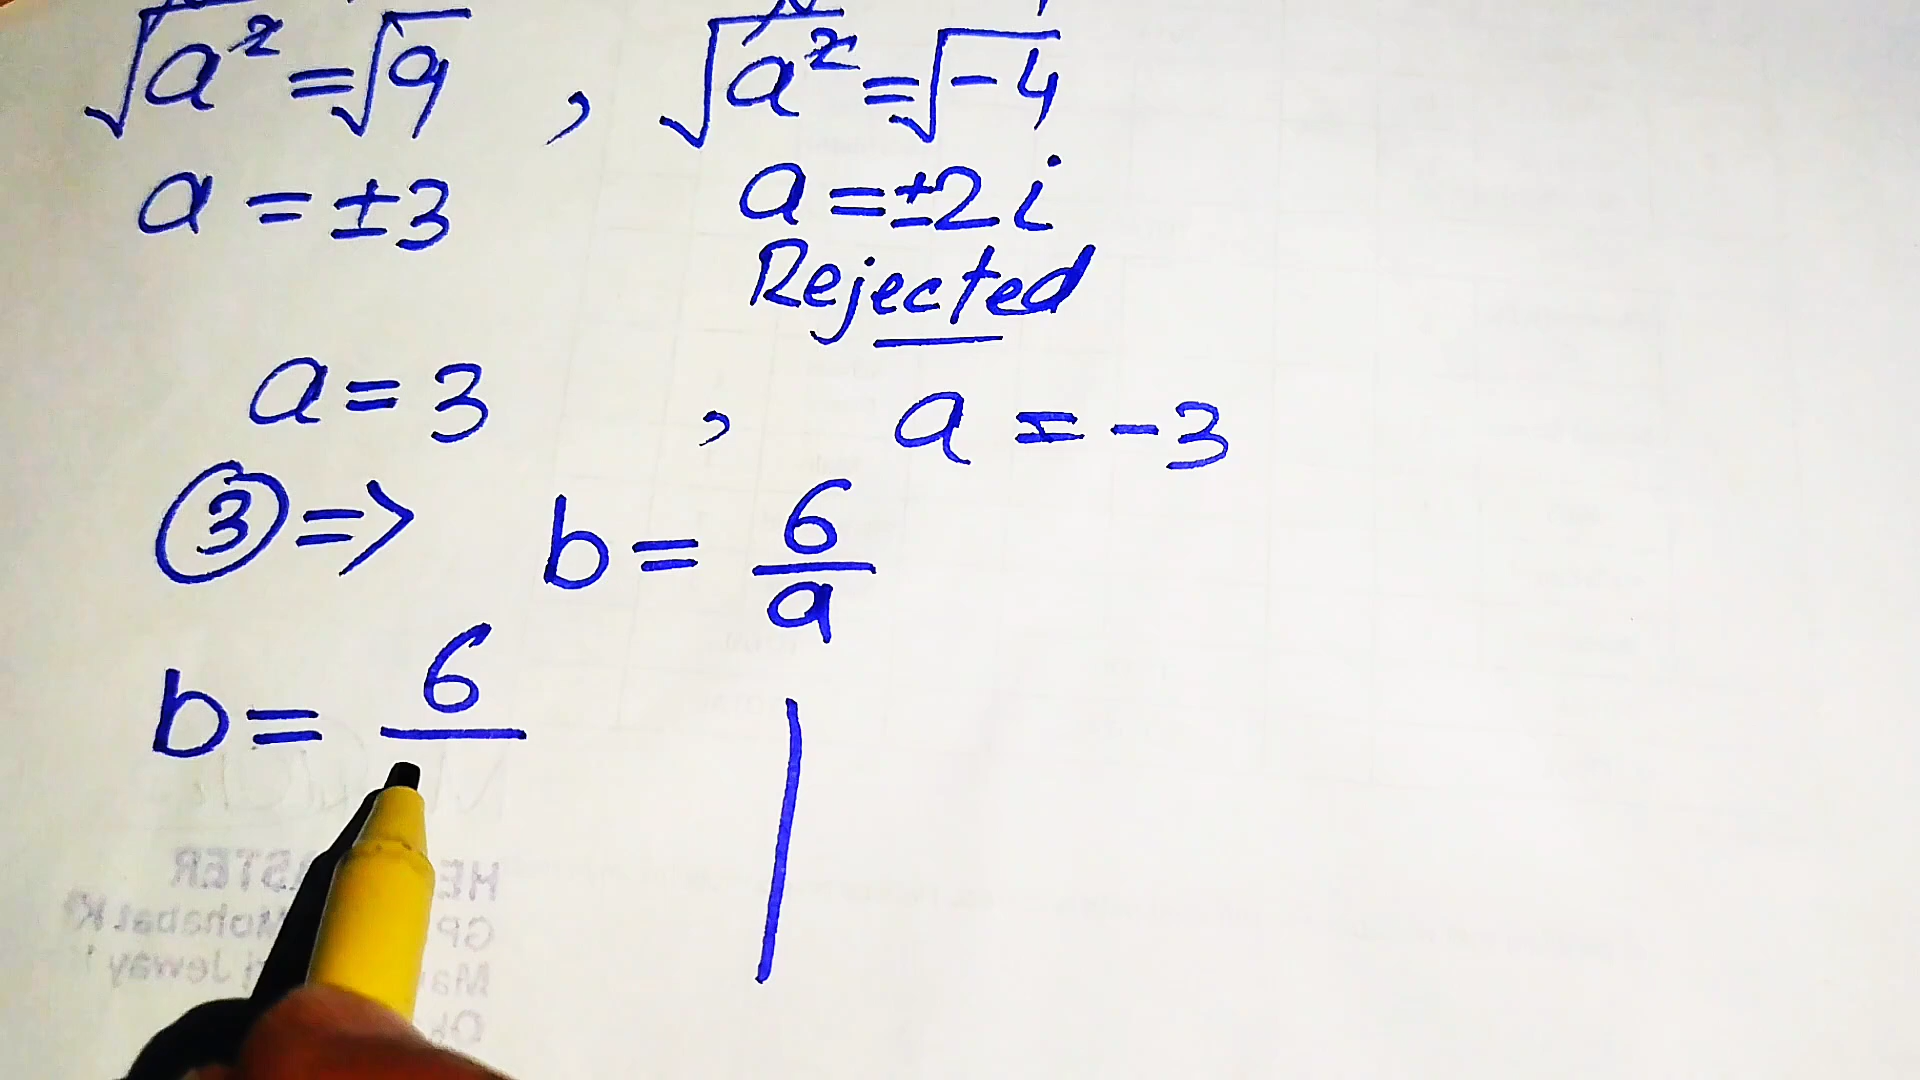 √a² = √9 , √a² = √-4
a = ±3 a = ±2i
Rejected
a = 3 , a = -3
③ => b = 6/a
b = 6/